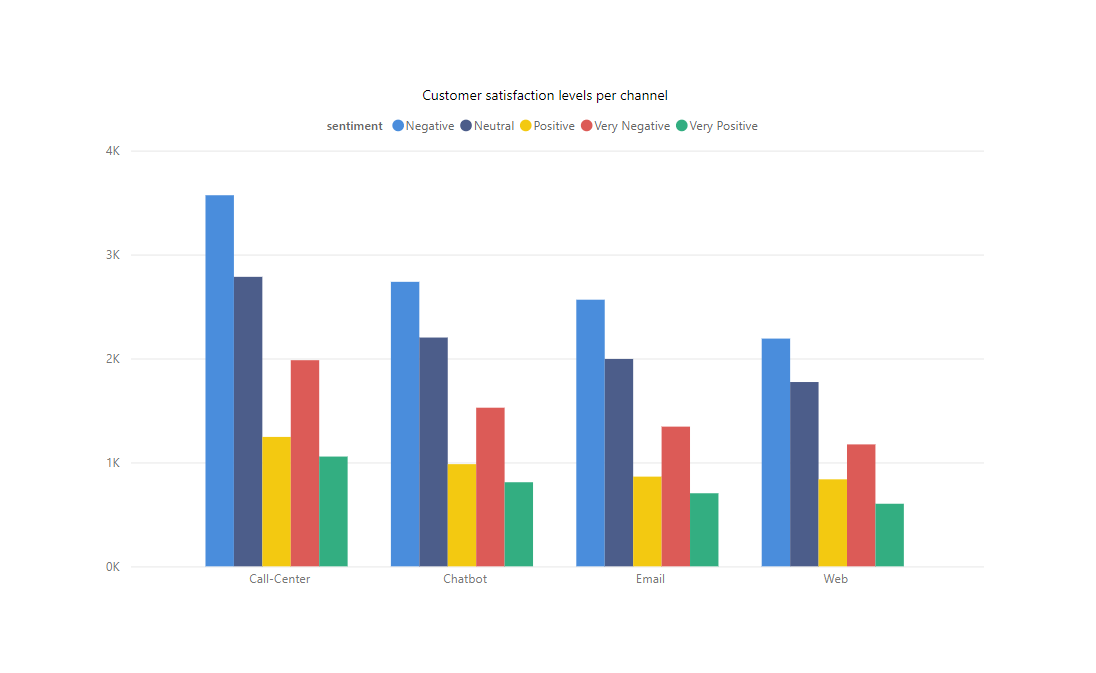 Customer satisfaction levels per channel
sentiment Negative Neutral Positive Very Negative Very Positive
4K
3K
2K
1K
0K
Call-Center Chatbot Email Web